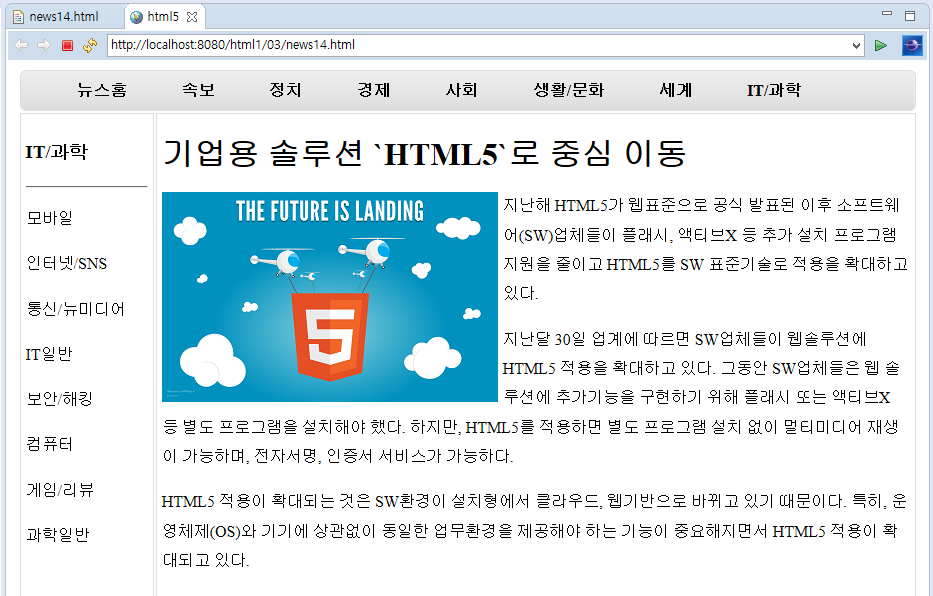 news14.html
html5
http://localhost:8080/html1/03/news14.html
뉴스홈 속보 정치 경제 사회 생활/문화 세계 IT/과학
IT/과학
모바일
인터넷/SNS
통신/뉴미디어
IT일반
보안/해킹
컴퓨터
게임/리뷰
과학일반
기업용 솔루션 `HTML5`로 중심 이동
THE FUTURE IS LANDING
5
지난해 HTML5가 웹표준으로 공식 발표된 이후 소프트웨
어(SW)업체들이 플래시, 액티브X 등 추가 설치 프로그램
지원을 줄이고 HTML5를 SW 표준기술로 적용을 확대하고
있다.
지난달 30일 업계에 따르면 SW업체들이 웹솔루션에
HTML5 적용을 확대하고 있다. 그동안 SW업체들은 웹 솔
루션에 추가기능을 구현하기 위해 플래시 또는 액티브X
등 별도 프로그램을 설치해야 했다. 하지만, HTML5를 적용하면 별도 프로그램 설치 없이 멀티미디어 재생
이 가능하며, 전자서명, 인증서 서비스가 가능하다.
HTML5 적용이 확대되는 것은 SW환경이 설치형에서 클라우드, 웹기반으로 바뀌고 있기 때문이다. 특히, 운
영체제(OS)와 기기에 상관없이 동일한 업무환경을 제공해야 하는 기능이 중요해지면서 HTML5 적용이 확
대되고 있다.